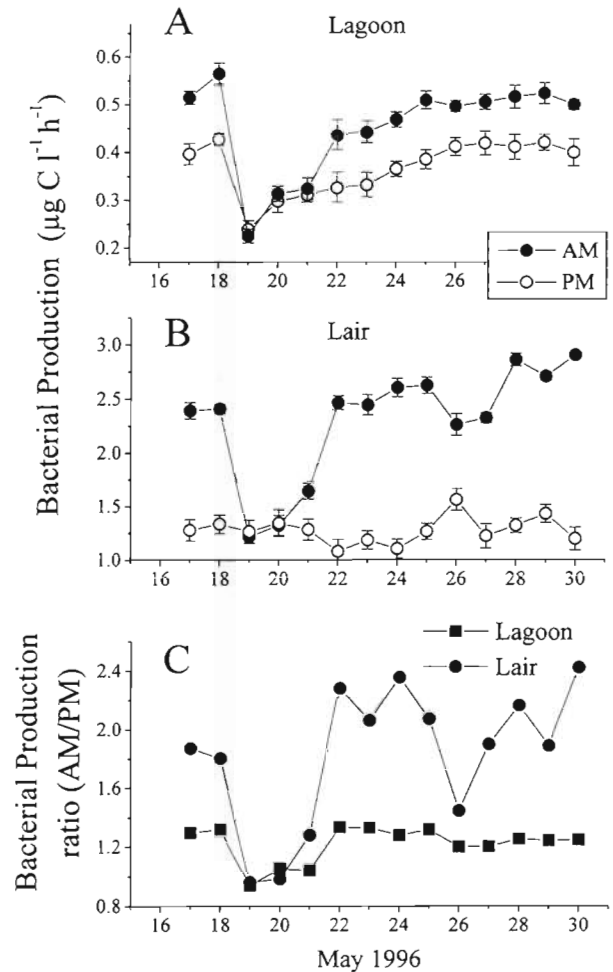 A
Lagoon
0.6
0.5
0.4
0.3
0.2
16 18 20 22 24 26
AM
PM
Bacterial Production (µg C l⁻¹ h⁻¹)
B
Lair
3.0
2.5
2.0
1.5
1.0
16 18 20 22 24 26 28 30
C
Lagoon
Lair
2.4
2.0
1.6
1.2
0.8
Bacterial Production
ratio (AM/PM)
16 18 20 22 24 26 28 30
May 1996